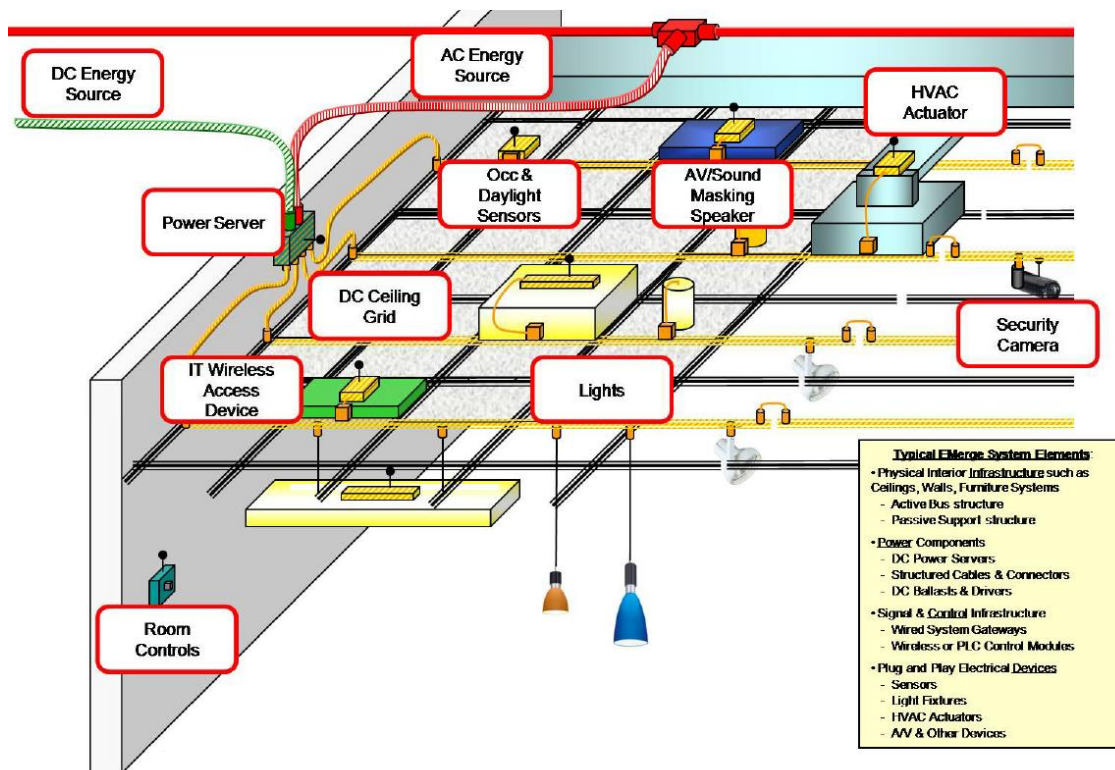 DC Energy
Source
AC Energy
Source
HVAC
Actuator
Occ &
Daylight
Sensors
AV/Sound
Masking
Speaker
Power Server
DC Ceiling
Grid
Security
Camera
IT Wireless
Access
Device
Lights
Room
Controls
Typical EMerge System Elements:
• Physical Interior Infrastructure such as
Ceilings, Walls, Furniture Systems
- Active Bus structure
- Passive Support structure
• Power Components
- DC Power Servers
- Structured Cables & Connectors
- DC Ballasts & Drivers
• Signal & Control Infrastructure
- Wired System Gateways
- Wireless or PLC Control Modules
• Plug and Play Electrical Devices
- Sensors
- Light Fixtures
- HVAC Actuators
- A/V & Other Devices